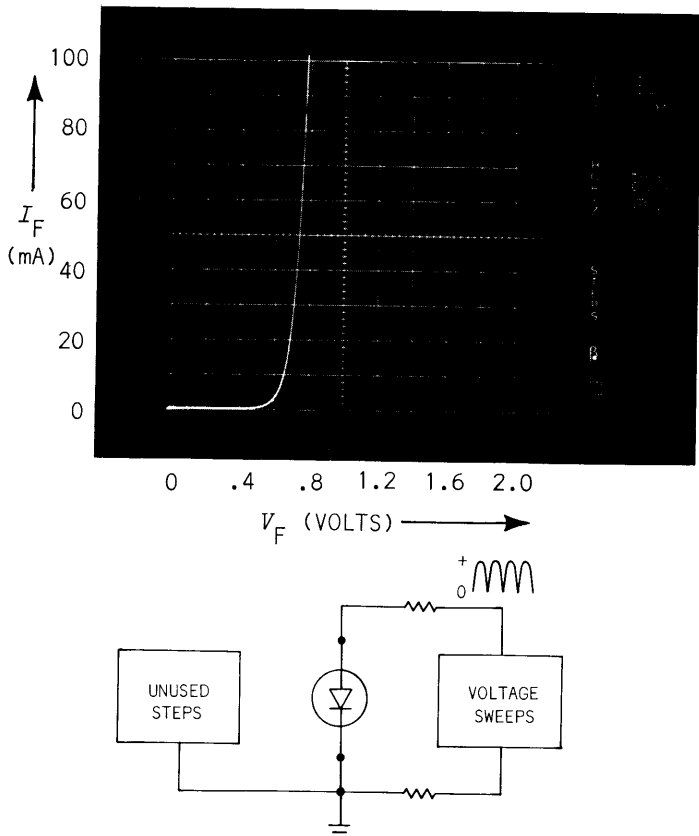 100
80
60
I_F
(mA)
40
20
0
0 .4 .8 1.2 1.6 2.0
V_F (VOLTS)
+
0
UNUSED
STEPS
VOLTAGE
SWEEPS